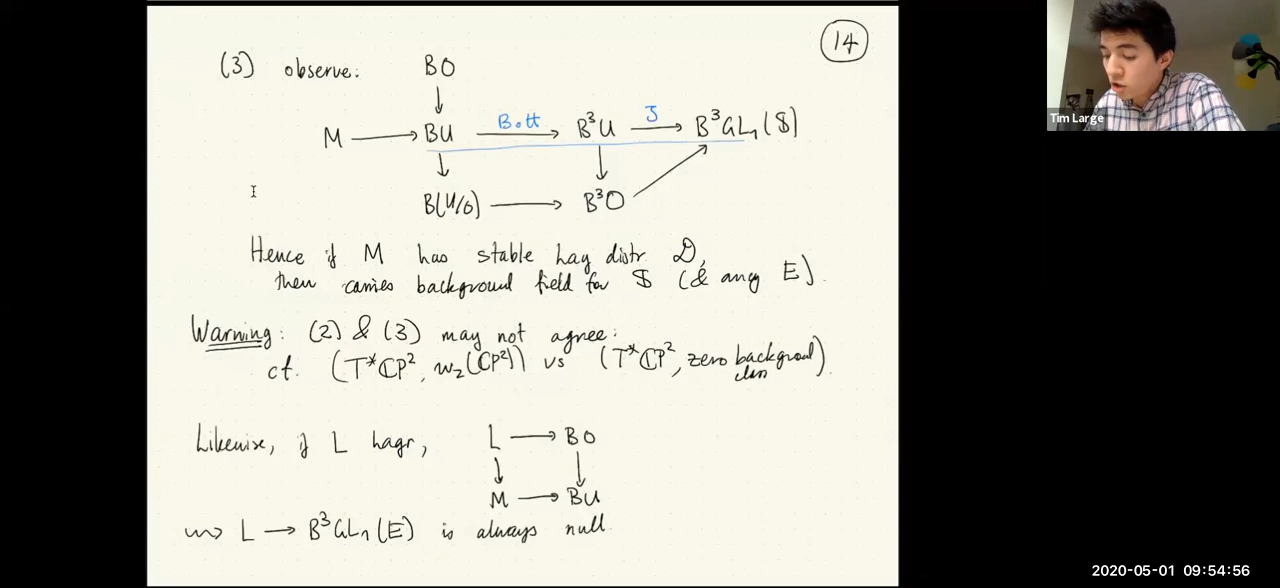 14
(3) observe: BO
M → BU Bott → B³U J → B³GL₁(𝕊)
B(U/O) → B³O
Hence if M has stable lag distr. D,
then carries background field for 𝕊 (& any E).
Tim Large
Warning: (2) & (3) may not agree:
cf. (T*ℂP², w₂(ℂP²)) vs (T*ℂP², zero background
class).
Likewise, if L lagr, L → BO
M → BU
⇝ L → B³GL₁(E) is always null.
2020-05-01 09:54:56